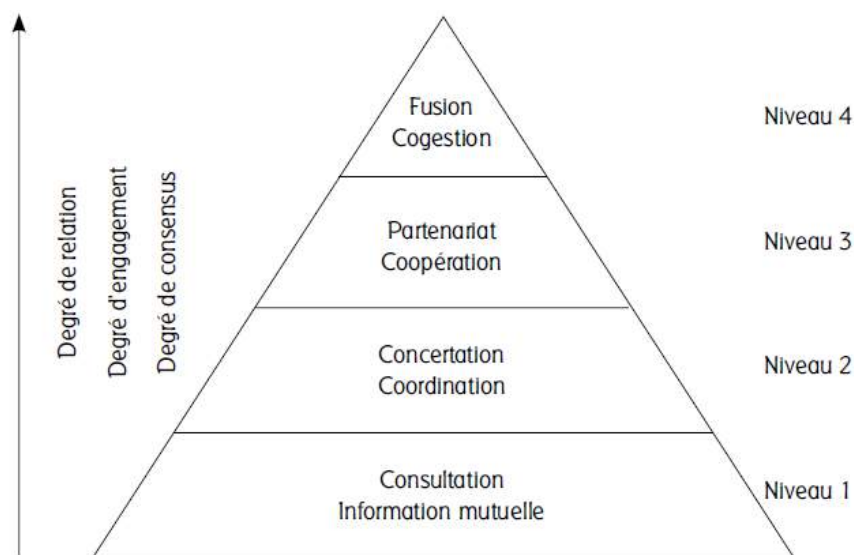 Fusion
Cogestion
Niveau 4
Partenariat
Coopération
Niveau 3
Concertation
Coordination
Niveau 2
Consultation
Information mutuelle
Niveau 1
Degré de relation
Degré d'engagement
Degré de consensus